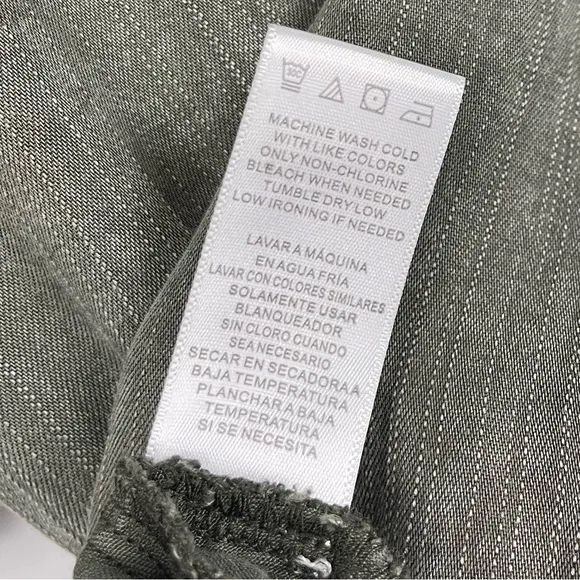 30C
MACHINE WASH COLD
WITH LIKE COLORS
ONLY NON-CHLORINE
BLEACH WHEN NEEDED
TUMBLE DRY LOW
LOW IRONING IF NEEDED
LAVAR A MÁQUINA
EN AGUA FRÍA
LAVAR CON COLORES SIMILARES
SOLAMENTE USAR
BLANQUEADOR
SIN CLORO CUANDO
SEA NECESARIO
SECAR EN SECADORA A
BAJA TEMPERATURA
PLANCHAR A BAJA
TEMPERATURA
SI SE NECESITA